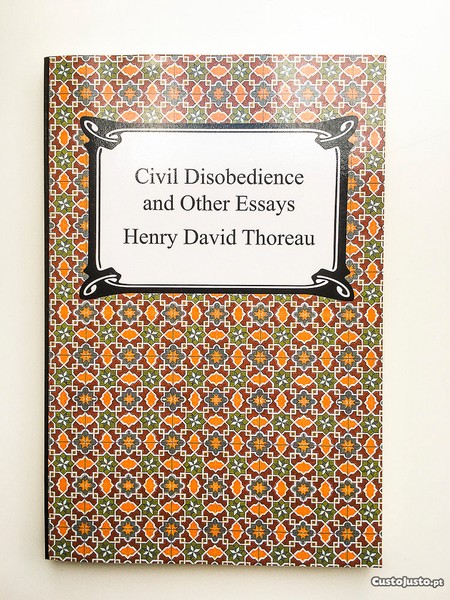 Civil Disobedience
and Other Essays
Henry David Thoreau
CustoJusto.pt